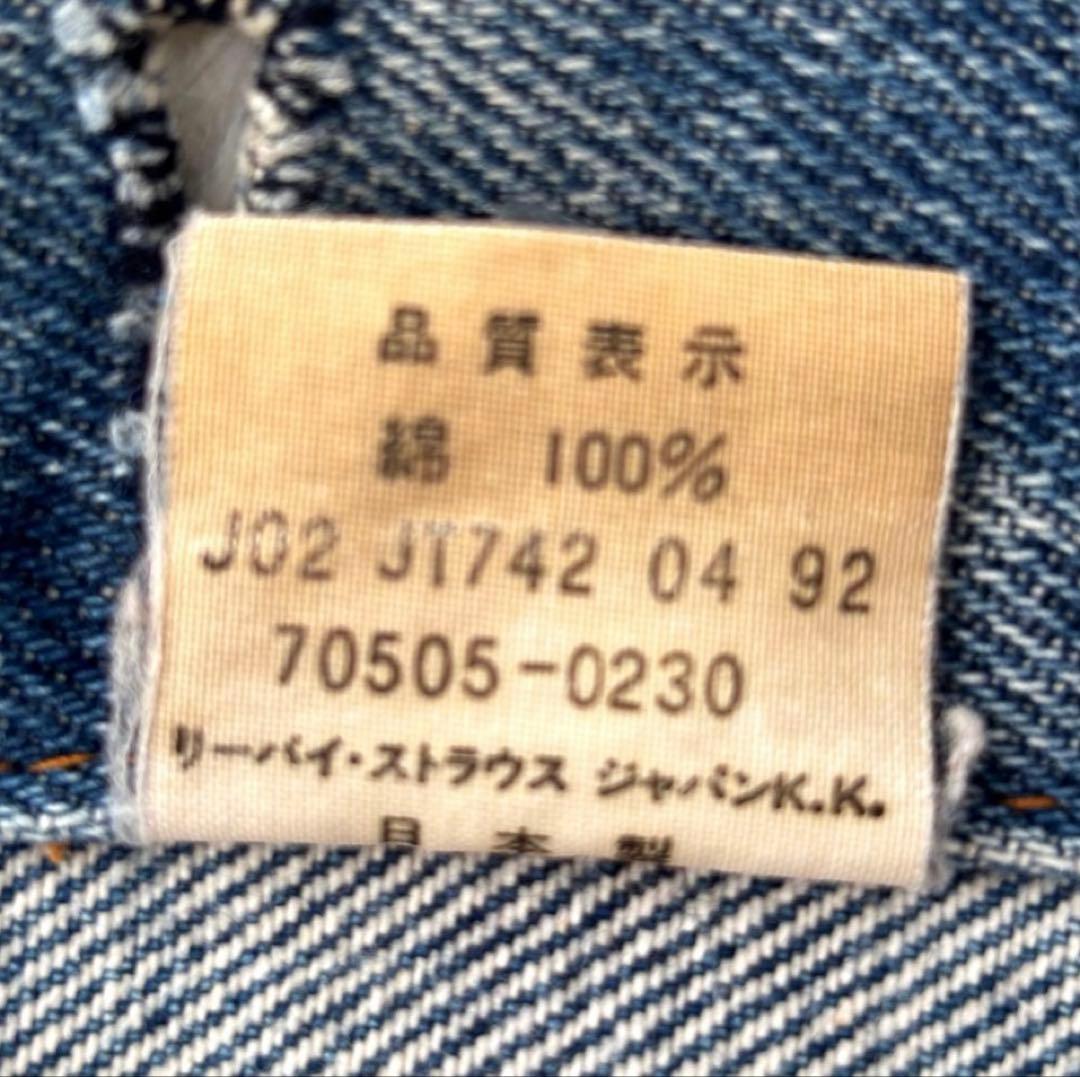 品質表示
綿 100%
J02 JT742 04 92
70505-0230
リーバイ・ストラウス ジャパンK.K.
日本製